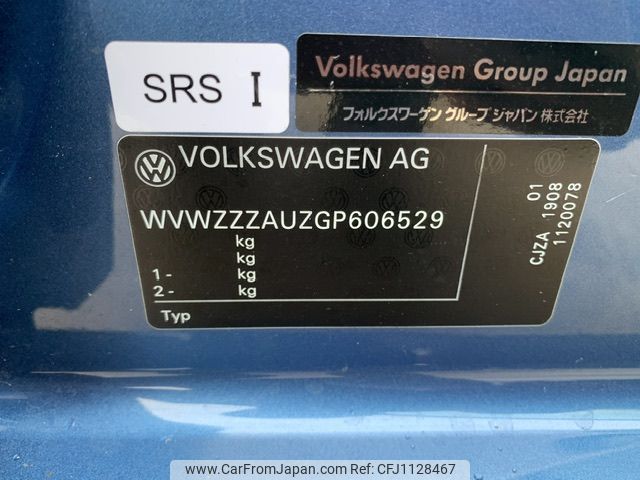 SRS I
Volkswagen Group Japan
フォルクスワーゲン グループ ジャパン 株式会社
VOLKSWAGEN AG
WVWZZZAUZGP606529
kg
kg
1 - kg
2 - kg
Typ
01
CJZA 1908
1120078
www.CarFromJapan.com - CFJ1128467